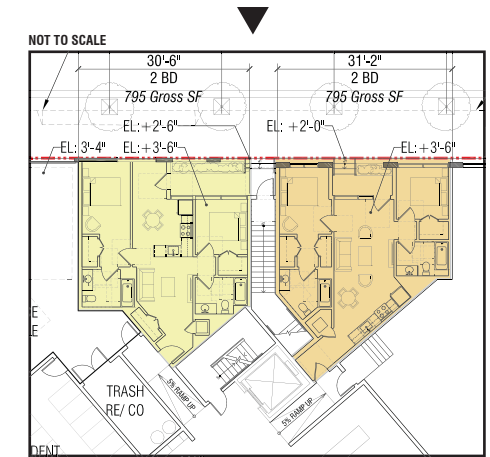 NOT TO SCALE
30'-6"
2 BD
795 Gross SF
31'-2"
2 BD
795 Gross SF
EL:+2'-6"
EL: +2'-0"
EL: 3'-4"
EL:+3'-6"
EL:+3'-6"
E
E
TRASH
RE/ CO
5% RAMP UP
5% RAMP UP
DENT